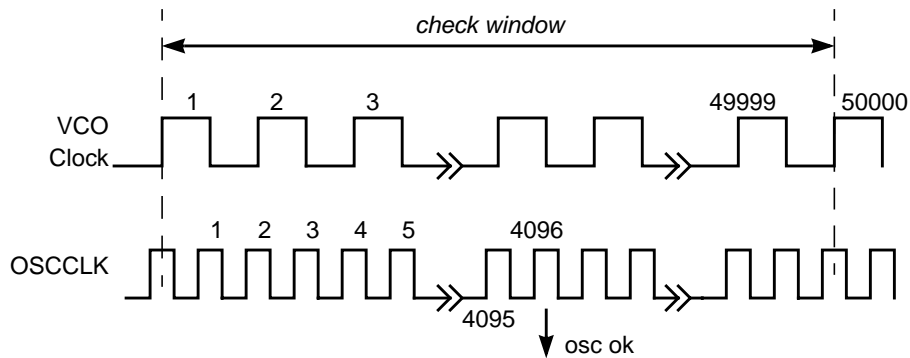 check window
1 2 3 49999 50000
VCO
Clock
1 2 3 4 5 4096
OSCCLK
4095
osc ok